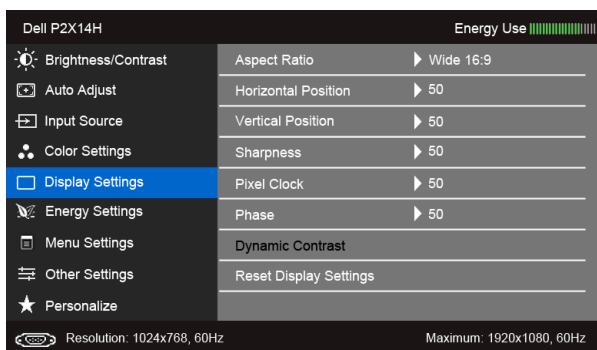 Dell P2X14H
Energy Use
Brightness/Contrast
Auto Adjust
Input Source
Color Settings
Display Settings
Energy Settings
Menu Settings
Other Settings
Personalize
Aspect Ratio Wide 16:9
Horizontal Position 50
Vertical Position 50
Sharpness 50
Pixel Clock 50
Phase 50
Dynamic Contrast
Reset Display Settings
Resolution: 1024x768, 60Hz
Maximum: 1920x1080, 60Hz